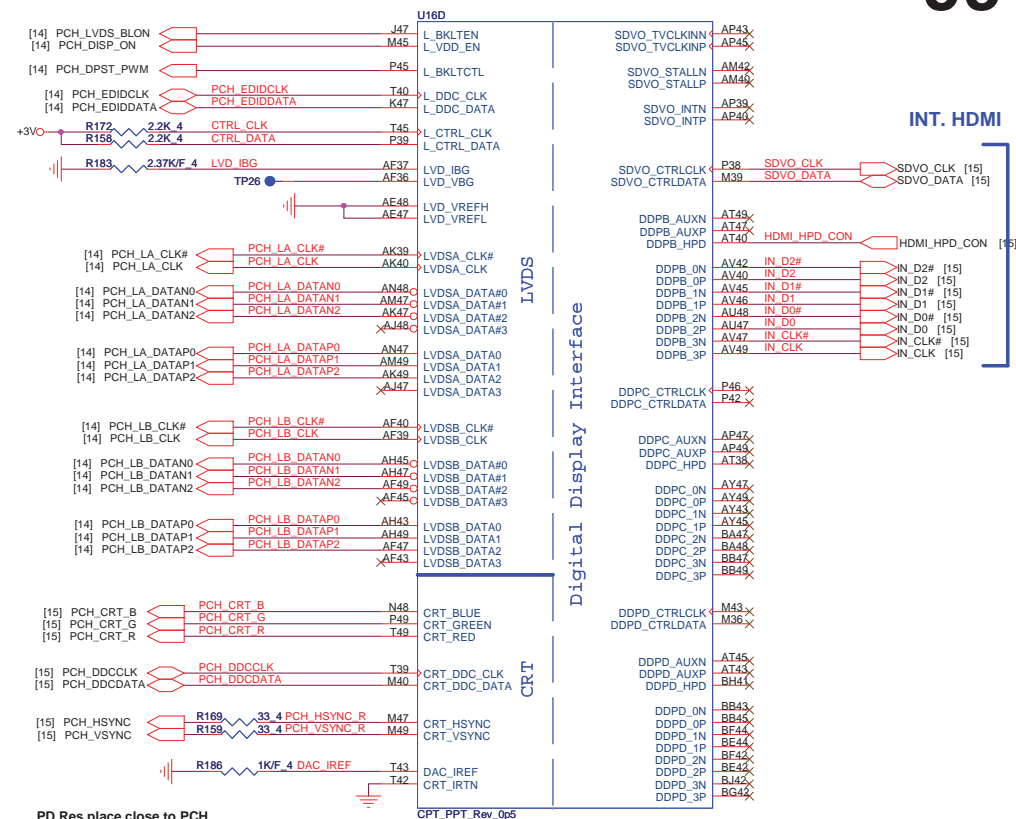 U16D
[14] PCH_LVDS_BLON J47 L_BKLTEN SDVO_TVCLKINN AP43
[14] PCH_DISP_ON M45 L_VDD_EN SDVO_TVCLKINP AP45
[14] PCH_DPST_PWM P45 L_BKLTCTL SDVO_STALLN AM42
SDVO_STALLP AM40
[14] PCH_EDIDCLK PCH_EDIDCLK T40 L_DDC_CLK SDVO_INTN AP39
[14] PCH_EDIDDATA PCH_EDIDDATA K47 L_DDC_DATA SDVO_INTP AP40
INT. HDMI
+3V R172 2.2K_4 CTRL_CLK T45 L_CTRL_CLK
R158 2.2K_4 CTRL_DATA P39 L_CTRL_DATA
R183 2.37K/F_4 LVD_IBG AF37 LVD_IBG SDVO_CTRLCLK P38 SDVO_CLK SDVO_CLK [15]
TP26 AF36 LVD_VBG SDVO_CTRLDATA M39 SDVO_DATA SDVO_DATA [15]
AE48 LVD_VREFH
AE47 LVD_VREFL DDPB_AUXN AT49
DDPB_AUXP AT47
DDPB_HPD AT40 HDMI_HPD_CON HDMI_HPD_CON [15]
[14] PCH_LA_CLK# PCH_LA_CLK# AK39 LVDSA_CLK#
[14] PCH_LA_CLK PCH_LA_CLK AK40 LVDSA_CLK DDPB_0N AV42 IN_D2# IN_D2# [15]
LVDS
DDPB_0P AV40 IN_D2 IN_D2 [15]
[14] PCH_LA_DATAN0 PCH_LA_DATAN0 AN48 LVDSA_DATA#0 DDPB_1N AV45 IN_D1# IN_D1# [15]
[14] PCH_LA_DATAN1 PCH_LA_DATAN1 AM47 LVDSA_DATA#1 DDPB_1P AV46 IN_D1 IN_D1 [15]
[14] PCH_LA_DATAN2 PCH_LA_DATAN2 AK47 LVDSA_DATA#2 DDPB_2N AU48 IN_D0# IN_D0# [15]
AJ48 LVDSA_DATA#3 DDPB_2P AU47 IN_D0 IN_D0 [15]
DDPB_3N AV47 IN_CLK# IN_CLK# [15]
[14] PCH_LA_DATAP0 PCH_LA_DATAP0 AN47 LVDSA_DATA0 DDPB_3P AV49 IN_CLK IN_CLK [15]
[14] PCH_LA_DATAP1 PCH_LA_DATAP1 AM49 LVDSA_DATA1
[14] PCH_LA_DATAP2 PCH_LA_DATAP2 AK49 LVDSA_DATA2
AJ47 LVDSA_DATA3 DDPC_CTRLCLK P46
DDPC_CTRLDATA P42
Digital Display Interface
[14] PCH_LB_CLK# PCH_LB_CLK# AF40 LVDSB_CLK#
[14] PCH_LB_CLK PCH_LB_CLK AF39 LVDSB_CLK DDPC_AUXN AP47
DDPC_AUXP AP49
[14] PCH_LB_DATAN0 PCH_LB_DATAN0 AH45 LVDSB_DATA#0 DDPC_HPD AT38
[14] PCH_LB_DATAN1 PCH_LB_DATAN1 AH47 LVDSB_DATA#1
[14] PCH_LB_DATAN2 PCH_LB_DATAN2 AF49 LVDSB_DATA#2 DDPC_0N AY47
AF45 LVDSB_DATA#3 DDPC_0P AY49
DDPC_1N AY43
[14] PCH_LB_DATAP0 PCH_LB_DATAP0 AH43 LVDSB_DATA0 DDPC_1P AY45
[14] PCH_LB_DATAP1 PCH_LB_DATAP1 AH49 LVDSB_DATA1 DDPC_2N BA47
[14] PCH_LB_DATAP2 PCH_LB_DATAP2 AF47 LVDSB_DATA2 DDPC_2P BA48
AF43 LVDSB_DATA3 DDPC_3N BB47
DDPC_3P BB49
[15] PCH_CRT_B PCH_CRT_B N48 CRT_BLUE DDPD_CTRLCLK M43
[15] PCH_CRT_G PCH_CRT_G P49 CRT_GREEN DDPD_CTRLDATA M36
[15] PCH_CRT_R PCH_CRT_R T49 CRT_RED
CRT
DDPD_AUXN AT45
[15] PCH_DDCCLK PCH_DDCCLK T39 CRT_DDC_CLK DDPD_AUXP AT43
[15] PCH_DDCDATA PCH_DDCDATA M40 CRT_DDC_DATA DDPD_HPD BH41
DDPD_0N BB43
[15] PCH_HSYNC R169 33_4 PCH_HSYNC_R M47 CRT_HSYNC DDPD_0P BB45
[15] PCH_VSYNC R159 33_4 PCH_VSYNC_R M49 CRT_VSYNC DDPD_1N BF44
DDPD_1P BE44
DDPD_2N BF42
R186 1K/F_4 DAC_IREF T43 DAC_IREF DDPD_2P BE42
T42 CRT_IRTN DDPD_3N BJ42
DDPD_3P BG42
PD Res place close to PCH
CPT_PPT_Rev_0p5